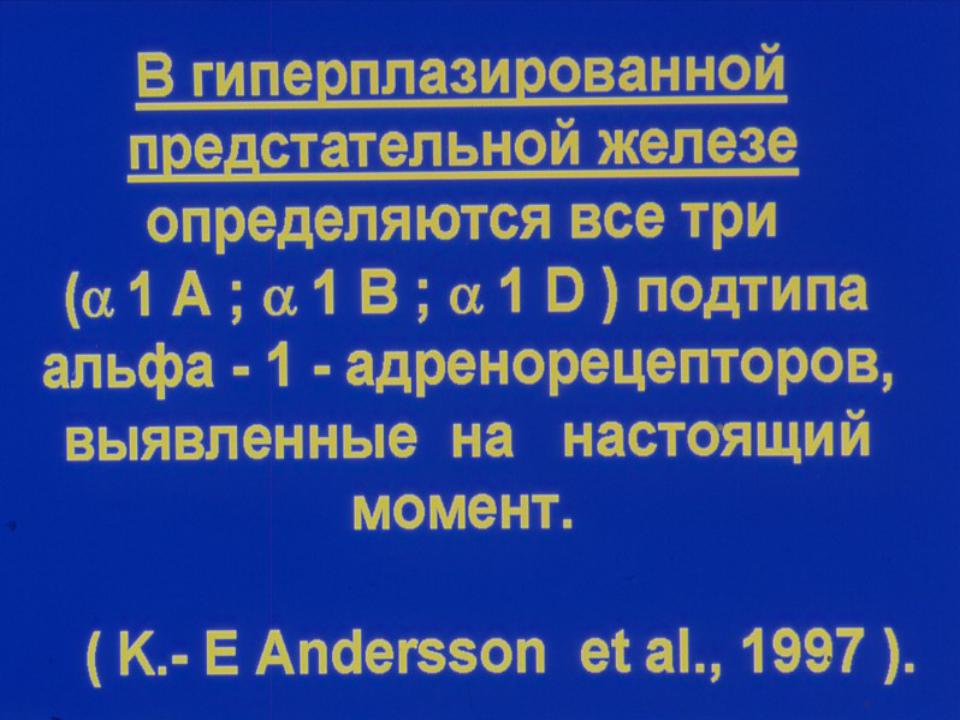 В гиперплазированной
предстательной железе
определяются все три
(α 1 A ; α 1 B ; α 1 D ) подтипа
альфа - 1 - адренорецепторов,
выявленные на настоящий
момент.
( K.- E Andersson et al., 1997 ).